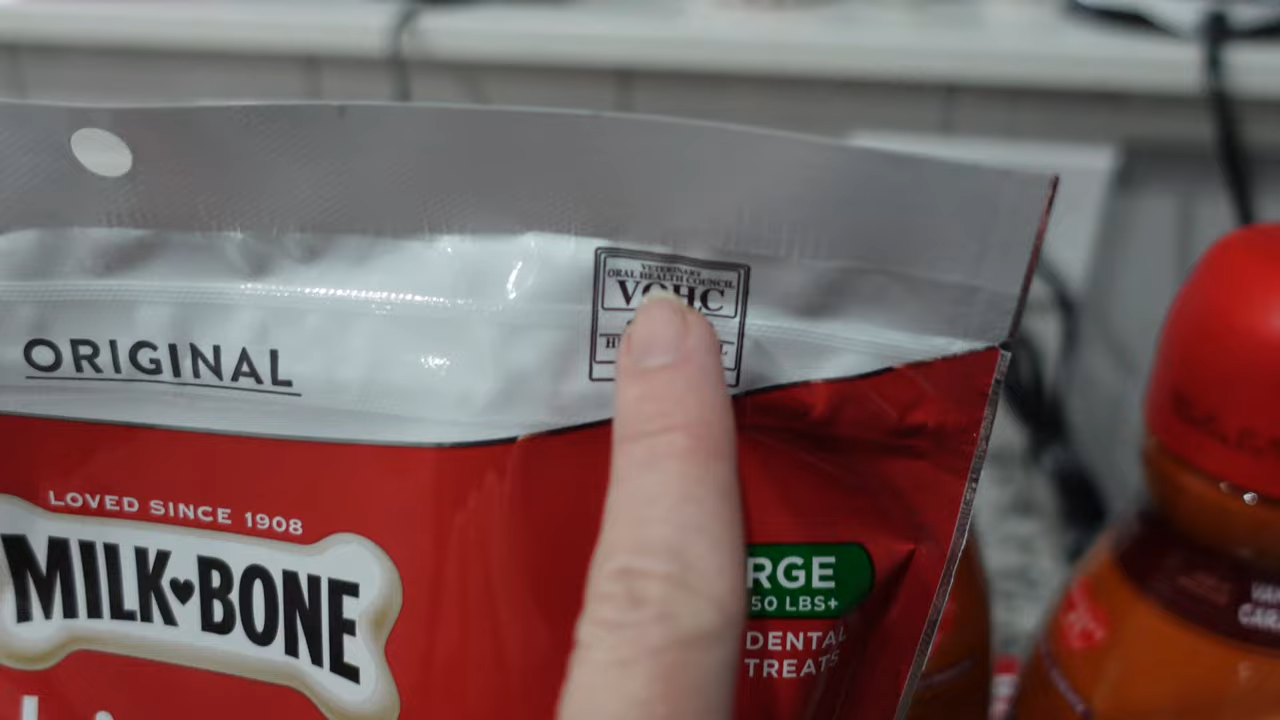 VETERINARY
ORAL HEALTH COUNCIL
VOHC
ORIGINAL
LOVED SINCE 1908
MILK BONE
RGE
50 LBS+
DENTAL
TREATS